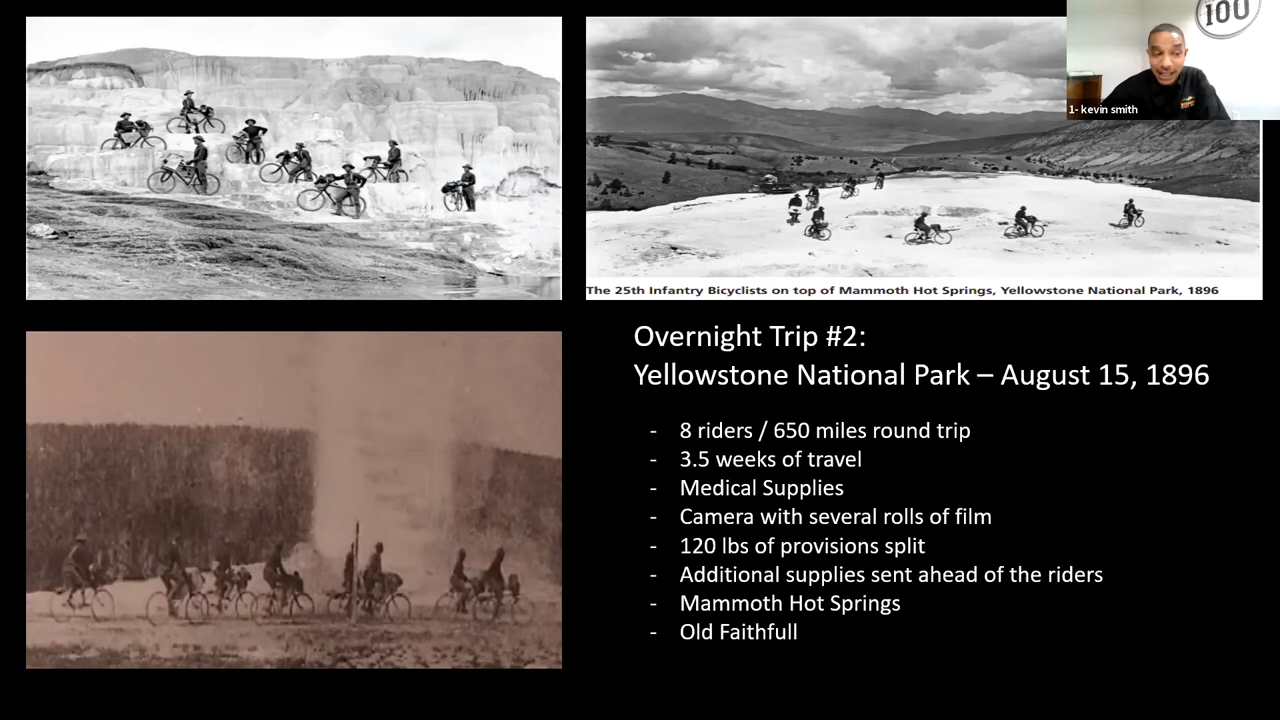 100
1- kevin smith
The 25th Infantry Bicyclists on top of Mammoth Hot Springs, Yellowstone National Park, 1896
Overnight Trip #2:
Yellowstone National Park – August 15, 1896
- 8 riders / 650 miles round trip
- 3.5 weeks of travel
- Medical Supplies
- Camera with several rolls of film
- 120 lbs of provisions split
- Additional supplies sent ahead of the riders
- Mammoth Hot Springs
- Old Faithfull